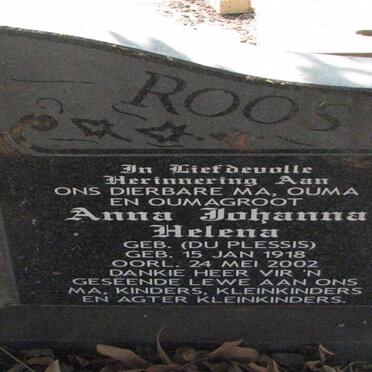 ROOS
In Liefdevolle
Herinnering Aan
ONS DIERBARE MA, OUMA
EN OUMAGROOT
Anna Johanna
Helena
GEB. (DU PLESSIS)
GEB. 15 JAN 1918
OORL. 24 MEI 2002
DANKIE HEER VIR 'N
GESEËNDE LEWE AAN ONS
MA, KINDERS, KLEINKINDERS
EN AGTER KLEINKINDERS.